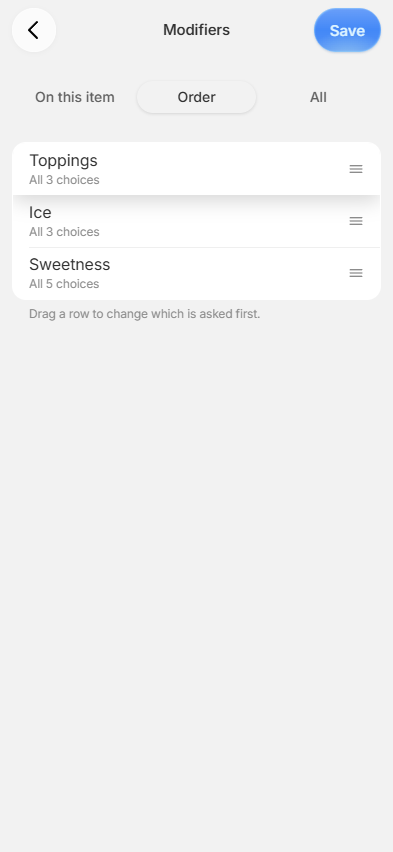 Modifiers
Save
On this item
Order
All
Toppings
All 3 choices
Ice
All 3 choices
Sweetness
All 5 choices
Drag a row to change which is asked first.